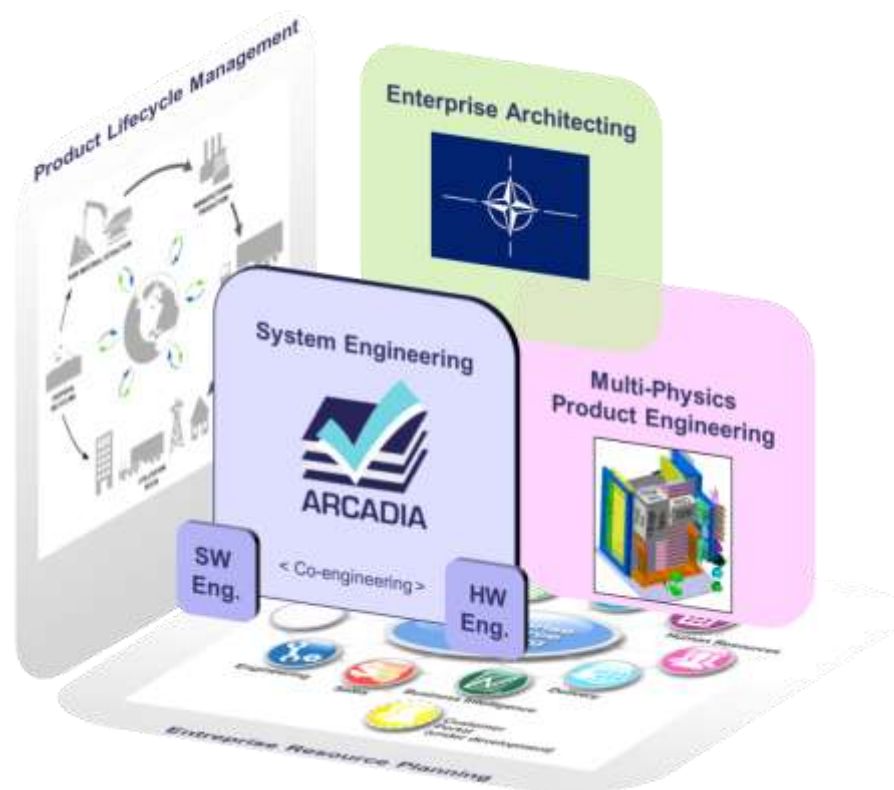 Product Lifecycle Management
Enterprise Architecting
System Engineering
ARCADIA
Multi-Physics
Product Engineering
SW
Eng.
< Co-engineering >
HW
Eng.
Human Resources
Engineering
Sales
Business Intelligence
Delivery
Customer
Portal
(under development)
Entreprise Resource Planning